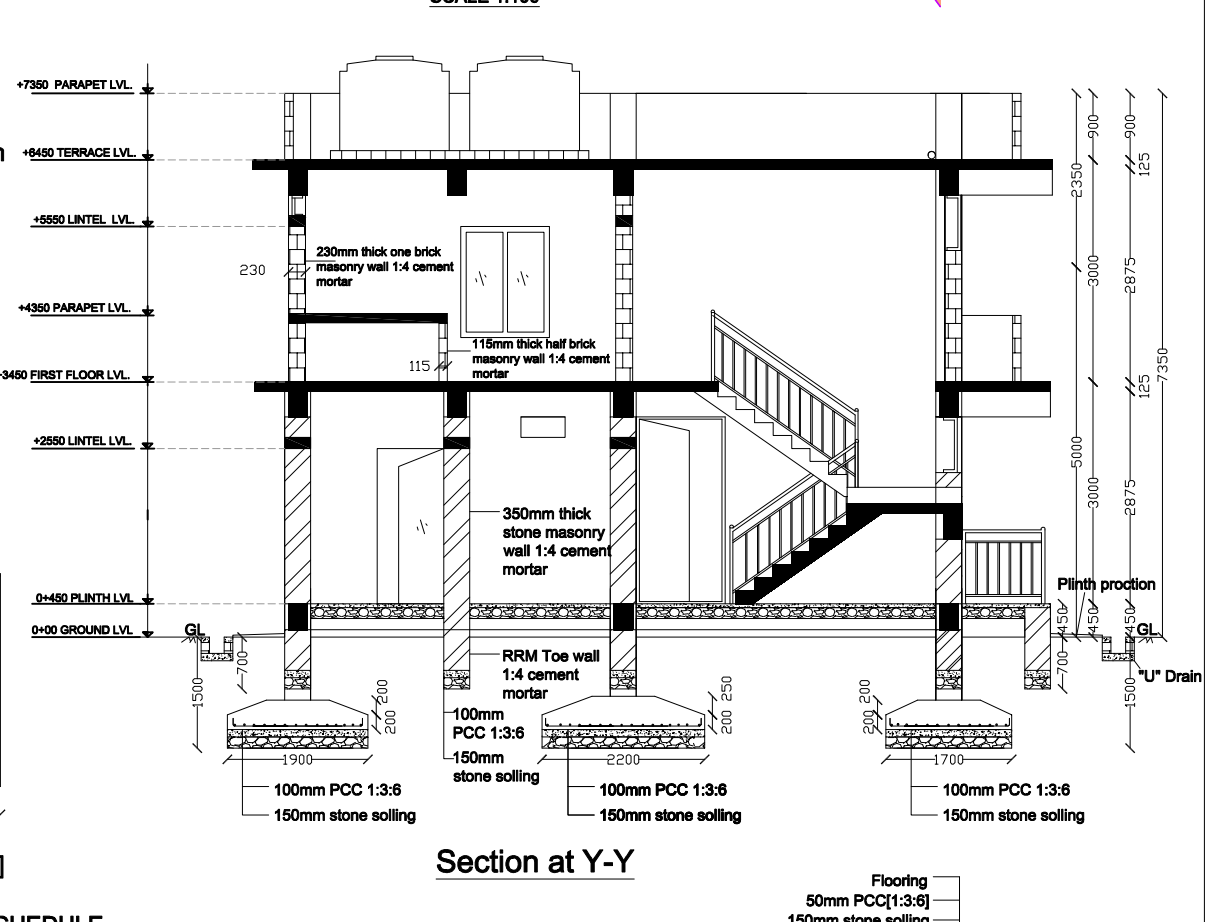 SCALE 1:100
+7350 PARAPET LVL.
+6450 TERRACE LVL.
+5550 LINTEL LVL.
230mm thick one brick
masonry wall 1:4 cement
mortar
230
+4350 PARAPET LVL.
115mm thick half brick
masonry wall 1:4 cement
mortar
115
3450 FIRST FLOOR LVL.
+2550 LINTEL LVL.
350mm thick
stone masonry
wall 1:4 cement
mortar
0+450 PLINTH LVL
0+00 GROUND LVL
GL
700
1500
RRM Toe wall
1:4 cement
mortar
100mm
PCC 1:3:6
150mm
stone solling
200
200
1900
250
200
2200
200
200
1700
100mm PCC 1:3:6
150mm stone solling
100mm PCC 1:3:6
150mm stone solling
100mm PCC 1:3:6
150mm stone solling
900
900
125
2350
3000
2875
7350
125
5000
3000
2875
Plinth proction
450
450
450
GL
700
1500
"U" Drain
Section at Y-Y
Flooring
50mm PCC[1:3:6]
150mm stone solling
]
SCHEDULE